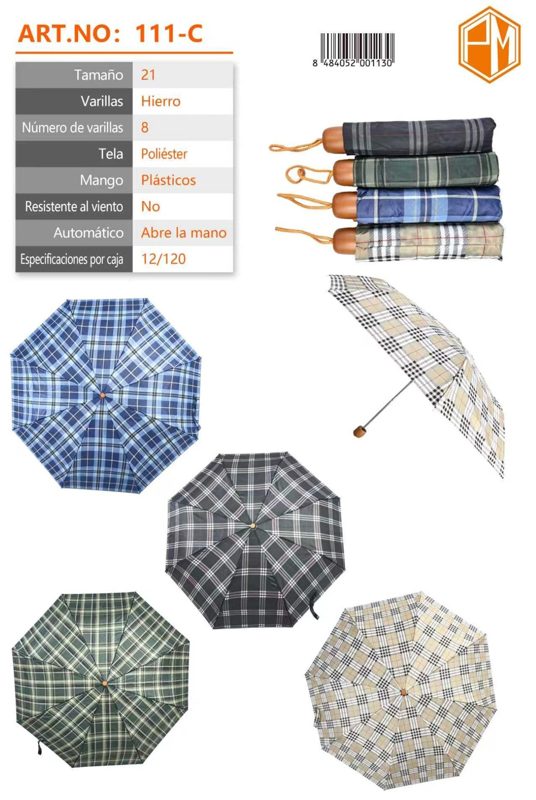 ART.NO: 111-C
8 484052 001130
PM
Tamaño 21
Varillas Hierro
Número de varillas 8
Tela Poliéster
Mango Plásticos
Resistente al viento No
Automático Abre la mano
Especificaciones por caja 12/120